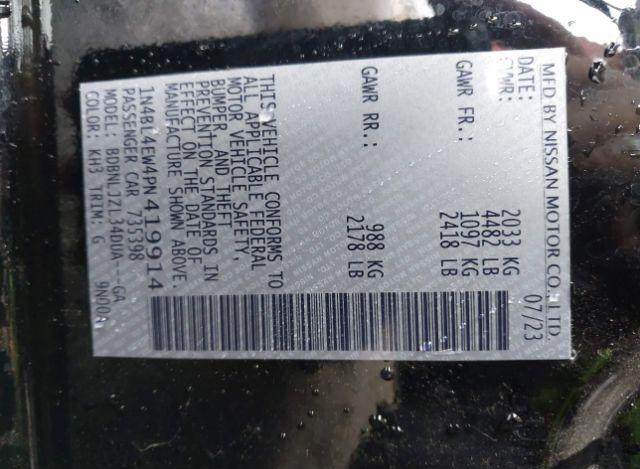 MFD BY NISSAN MOTOR CO., LTD.
DATE: 07/23
GVWR: 2033 KG
4482 LB
GAWR FR.: 1097 KG
2418 LB
GAWR RR.: 988 KG
2178 LB
THIS VEHICLE CONFORMS TO
ALL APPLICABLE FEDERAL
MOTOR VEHICLE SAFETY,
BUMPER, AND THEFT
PREVENTION STANDARDS IN
EFFECT ON THE DATE OF
MANUFACTURE SHOWN ABOVE.
1N4BL4EW4PN419914
PASSENGER CAR 735398
MODEL: BDBNLJZL34DUA---GA
COLOR: KH3 TRIM: G